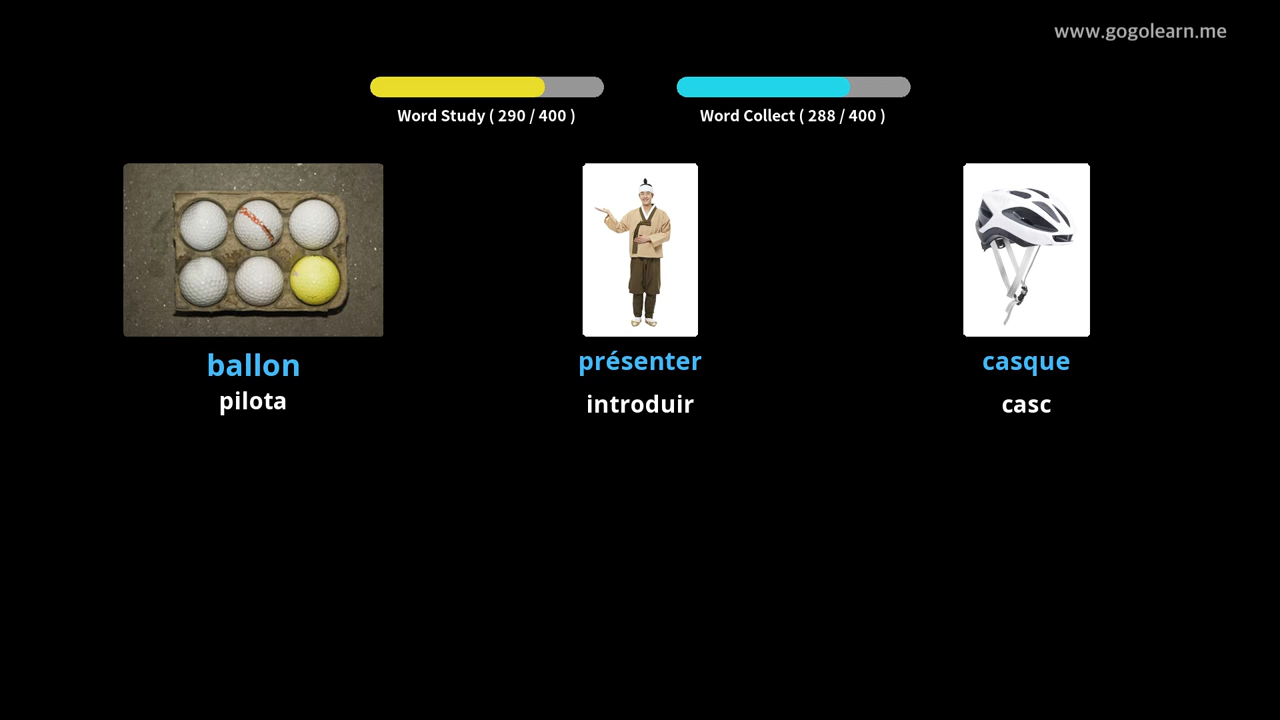 www.gogolearn.me
Word Study ( 290 / 400 )
Word Collect ( 288 / 400 )
ballon
pilota
présenter
introduir
casque
casc